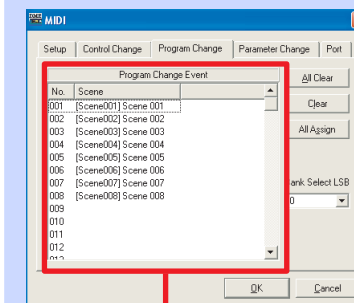 MIDI
Setup Control Change Program Change Parameter Change Port
Program Change Event
No. Scene
001 [Scene001] Scene 001
002 [Scene002] Scene 002
003 [Scene003] Scene 003
004 [Scene004] Scene 004
005 [Scene005] Scene 005
006 [Scene006] Scene 006
007 [Scene007] Scene 007
008 [Scene008] Scene 008
009
010
011
012
All Clear
Clear
All Assign
ank Select LSB
0
OK Cancel